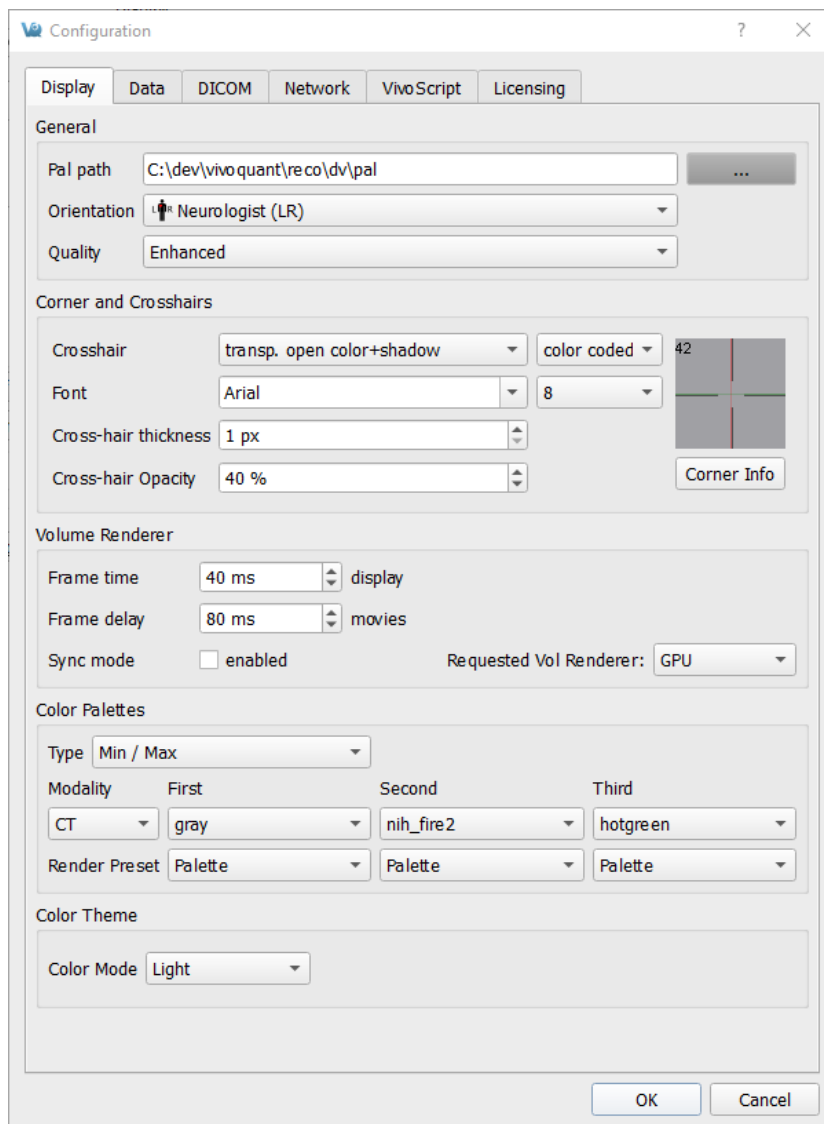 Configuration ?
Display Data DICOM Network VivoScript Licensing
General
Pal path C:\dev\vivoquant\reco\dv\pal ...
Orientation L R Neurologist (LR)
Quality Enhanced
Corner and Crosshairs
Crosshair transp. open color+shadow color coded 42
Font Arial 8
Cross-hair thickness 1 px
Cross-hair Opacity 40 % Corner Info
Volume Renderer
Frame time 40 ms display
Frame delay 80 ms movies
Sync mode enabled Requested Vol Renderer: GPU
Color Palettes
Type Min / Max
Modality First Second Third
CT gray nih_fire2 hotgreen
Render Preset Palette Palette Palette
Color Theme
Color Mode Light
OK Cancel